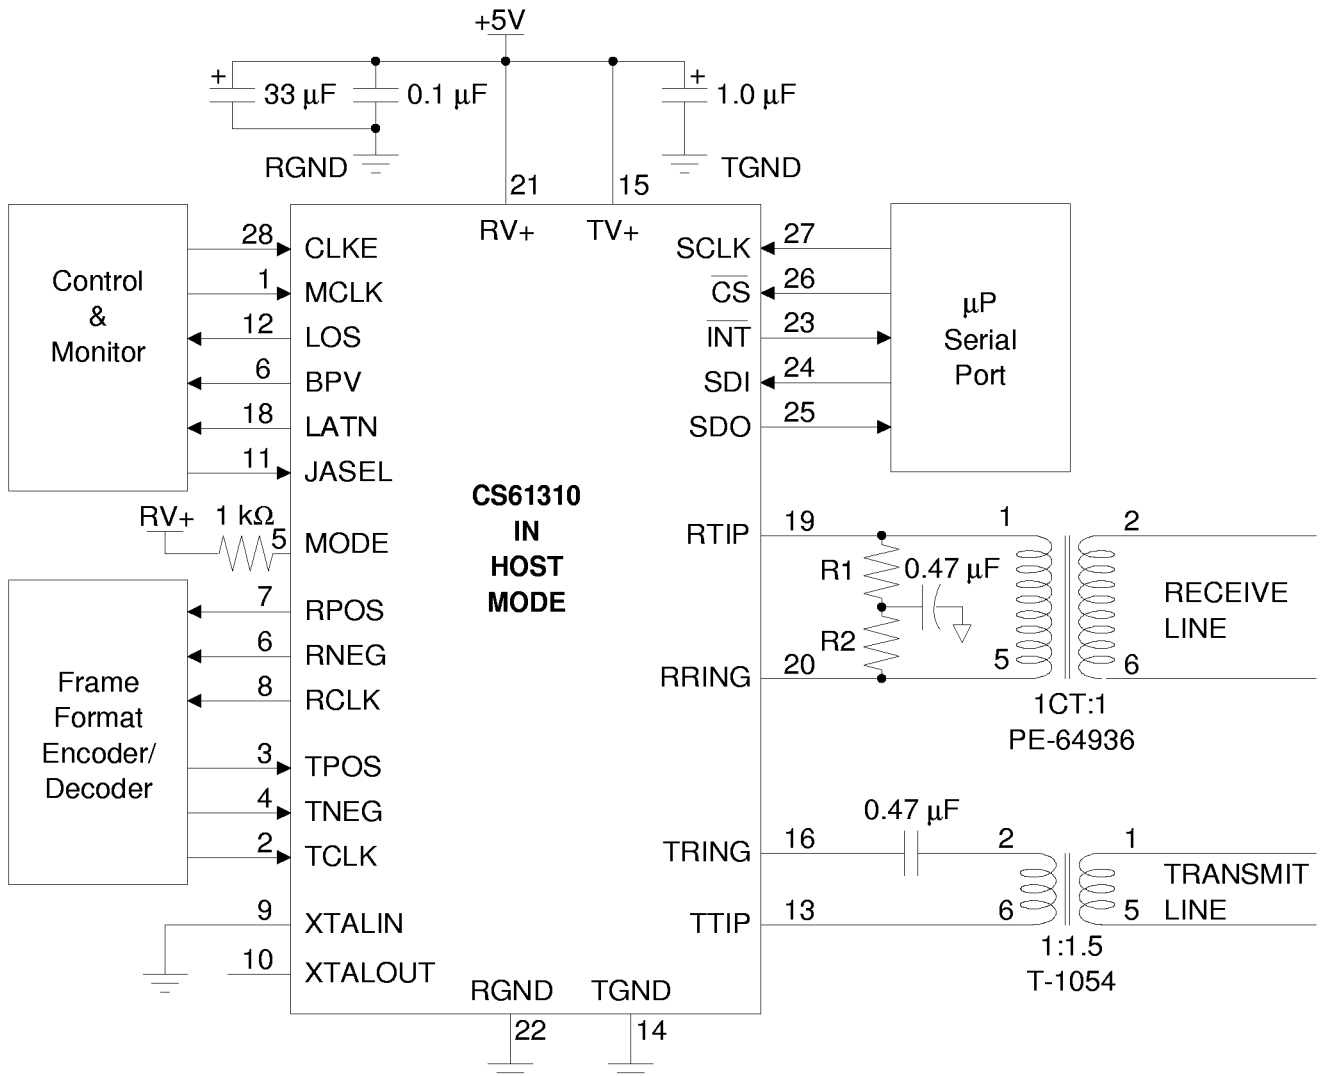 +5V
+
33 µF
0.1 µF
+
1.0 µF
RGND
TGND
21
15
RV+
TV+
Control
&
Monitor
28
CLKE
1
MCLK
12
LOS
6
BPV
18
LATN
11
JASEL
RV+
1 kΩ
5
MODE
Frame
Format
Encoder/
Decoder
7
RPOS
6
RNEG
8
RCLK
3
TPOS
4
TNEG
2
TCLK
9
XTALIN
10
XTALOUT
CS61310
IN
HOST
MODE
RGND
TGND
22
14
SCLK
27
CS
26
INT
23
SDI
24
SDO
25
µP
Serial
Port
RTIP
19
R1
0.47 µF
R2
RRING
20
1
2
5
6
RECEIVE
LINE
1CT:1
PE-64936
0.47 µF
TRING
16
2
1
TTIP
13
6
5
TRANSMIT
LINE
1:1.5
T-1054